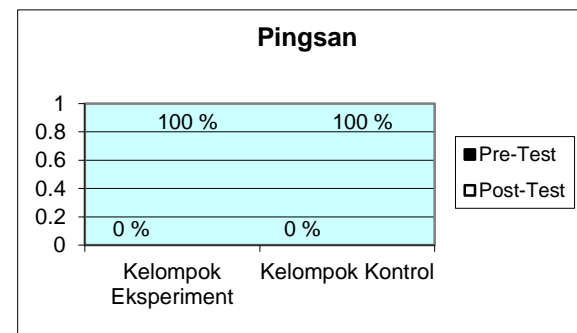 Pingsan
1
0.8
0.6
0.4
0.2
0
100 %
100 %
0 %
0 %
Kelompok
Eksperiment
Kelompok Kontrol
Pre-Test
Post-Test